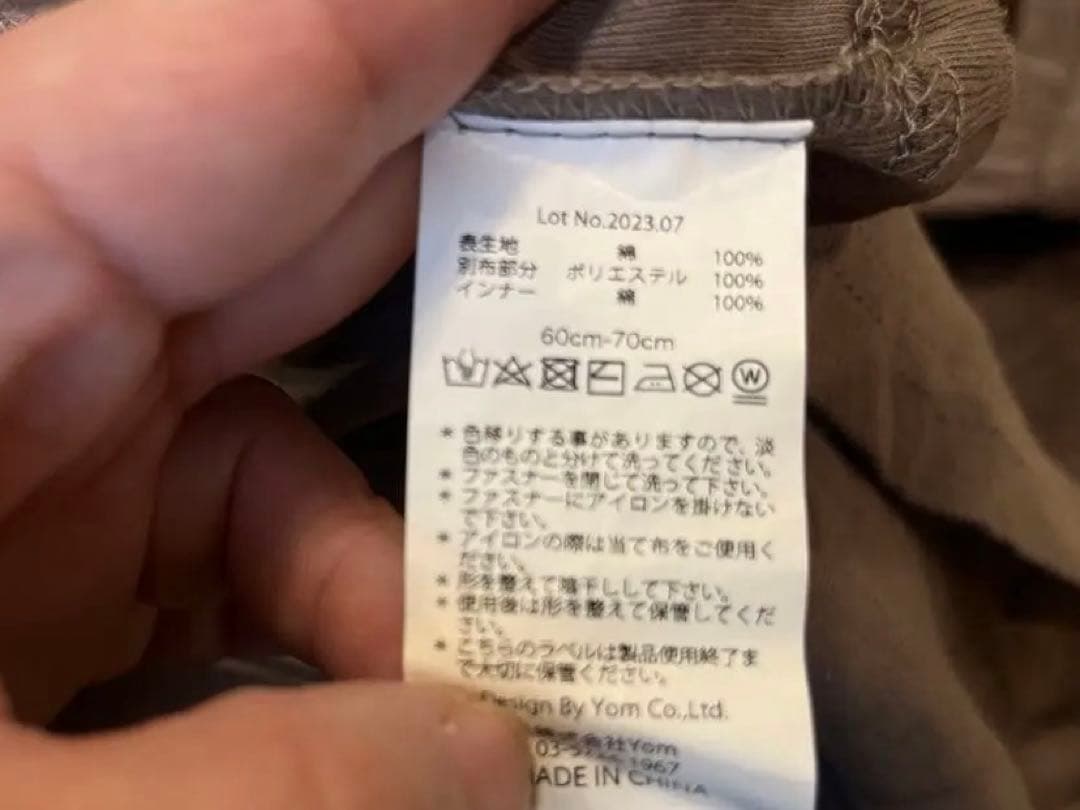 Lot No.2023.07
表生地 綿 100%
別布部分 ポリエステル 100%
インナー 綿 100%
60cm-70cm
W
* 色移りする事がありますので、淡
色のものと分けて洗ってください。
* ファスナーを閉じて洗って下さい。
* ファスナーにアイロンを掛けない
で下さい。
* アイロンの際は当て布をご使用く
ださい。
* 形を整えて陰干しして下さい。
* 使用後は形を整えて保管してくだ
さい。
* こちらのラベルは製品使用終了ま
で大切に保管ください。
Design By Yom Co.,Ltd.
株式会社Yom
MADE IN CHINA